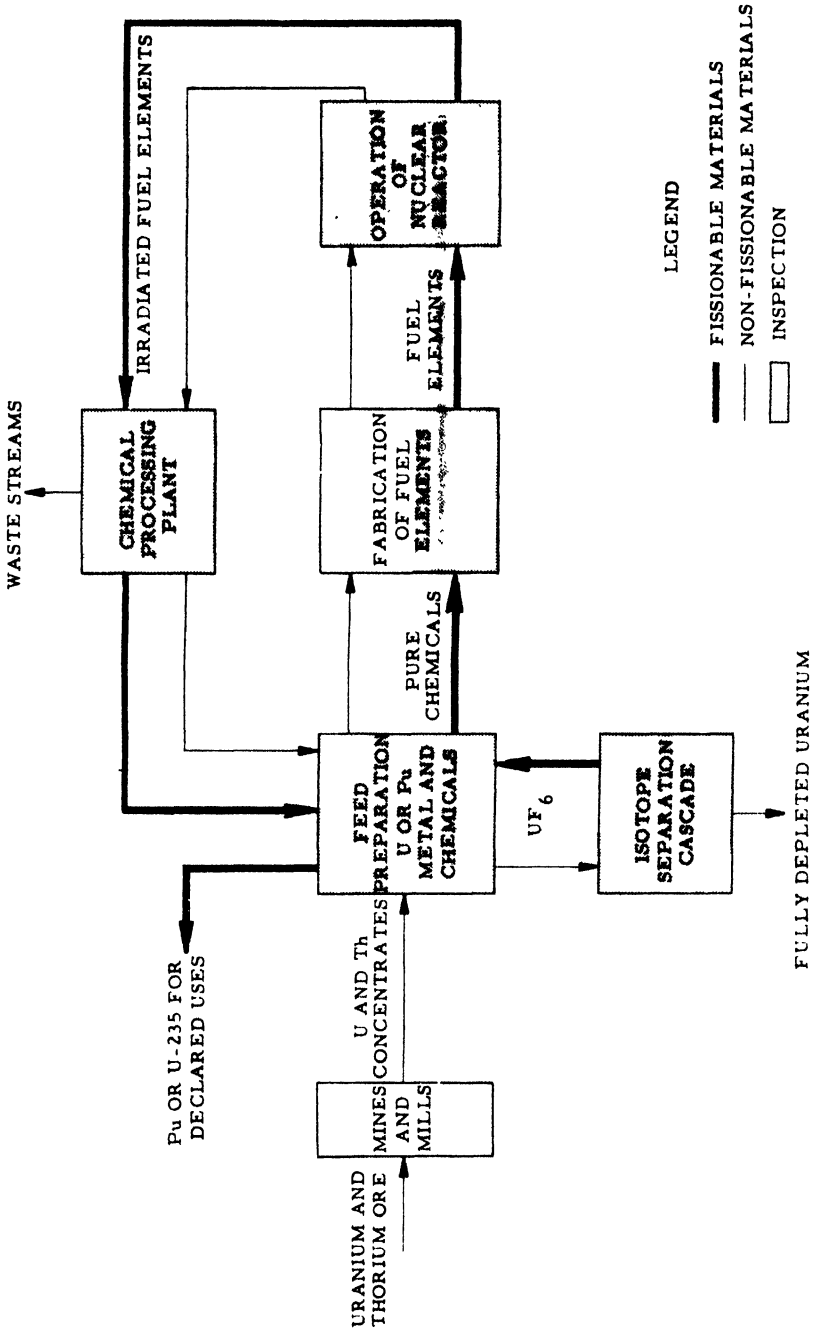 WASTE STREAMS
CHEMICAL
PROCESSING
PLANT
IRRADIATED FUEL ELEMENTS
Pu OR U-235 FOR
DECLARED USES
URANIUM AND
THORIUM ORE
MINES
AND
MILLS
U AND Th
CONCENTRATES
FEED
PREPARATION
U OR Pu
METAL AND
CHEMICALS
PURE
CHEMICALS
FABRICATION
OF FUEL
ELEMENTS
FUEL
ELEMENTS
OPERATION
OF
NUCLEAR
REACTOR
UF6
ISOTOPE
SEPARATION
CASCADE
FULLY DEPLETED URANIUM
LEGEND
FISSIONABLE MATERIALS
NON-FISSIONABLE MATERIALS
INSPECTION